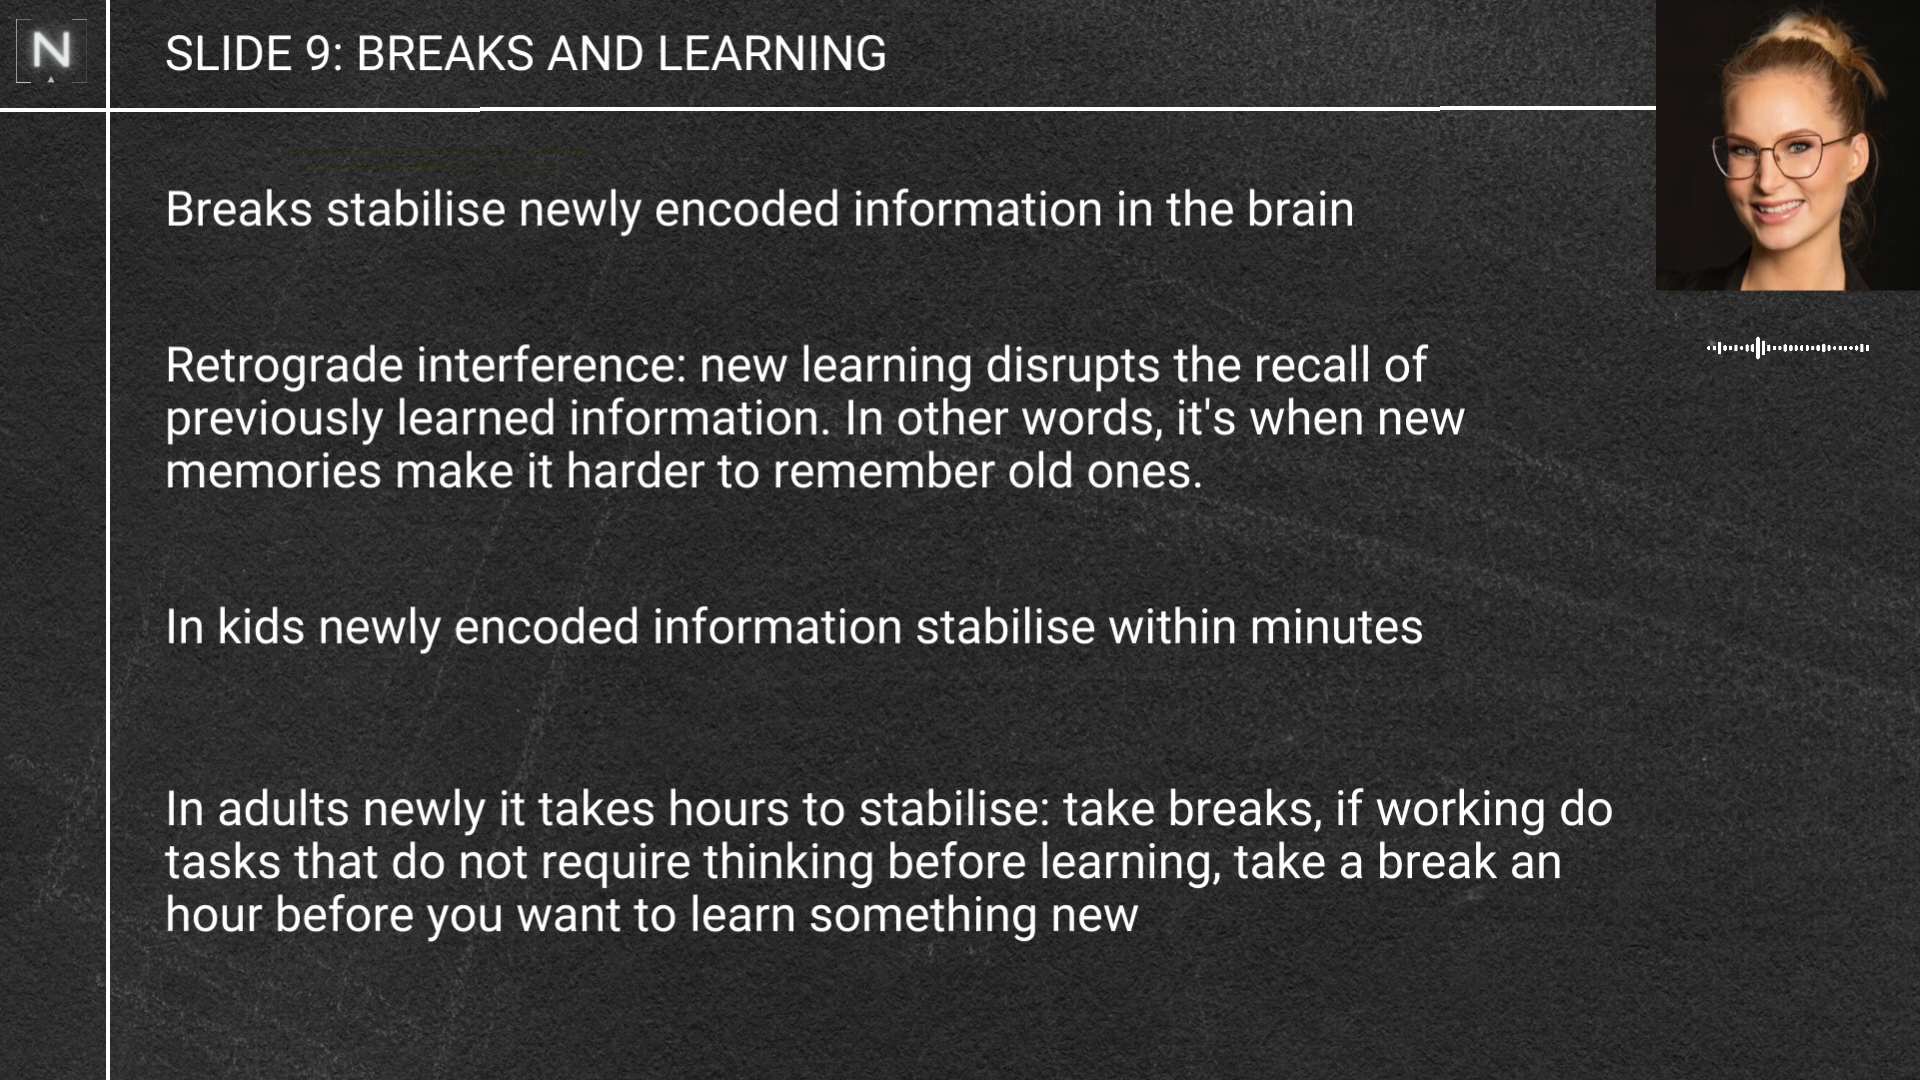 N
SLIDE 9: BREAKS AND LEARNING
Breaks stabilise newly encoded information in the brain
Retrograde interference: new learning disrupts the recall of
previously learned information. In other words, it's when new
memories make it harder to remember old ones.
In kids newly encoded information stabilise within minutes
In adults newly it takes hours to stabilise: take breaks, if working do
tasks that do not require thinking before learning, take a break an
hour before you want to learn something new